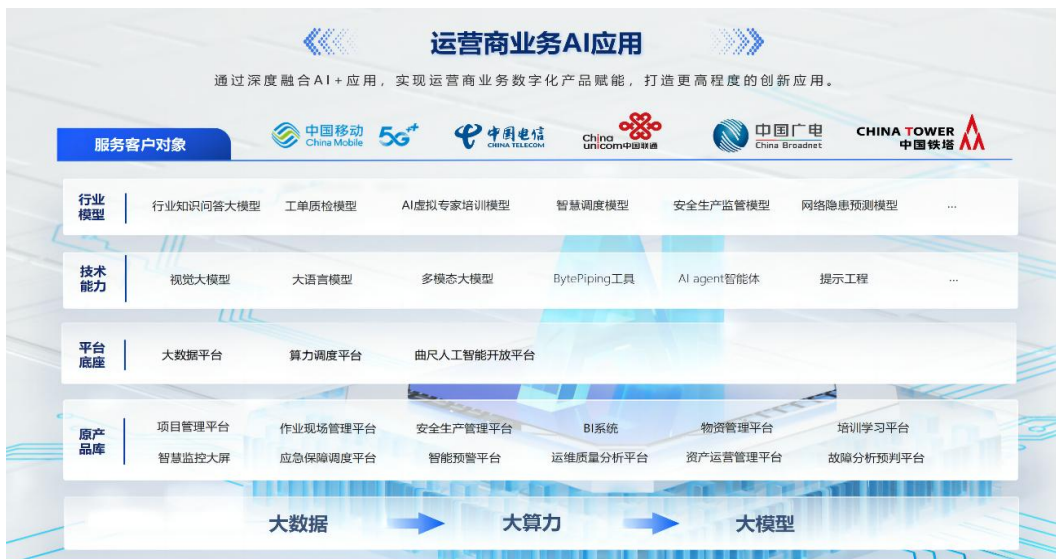 运营商业务AI应用
通过深度融合AI+应用，实现运营商业务数字化产品赋能，打造更高程度的创新应用。
服务客户对象
中国移动
China Mobile
5G++
中国电信
CHINA TELECOM
China
unicom中国联通
中国广电
China Broadnet
CHINA TOWER
中国铁塔
行业
模型
行业知识问答大模型 工单质检模型 AI虚拟专家培训模型 智慧调度模型 安全生产监管模型 网络隐患预测模型 ...
技术
能力
视觉大模型 大语言模型 多模态大模型 BytePiping工具 AI agent智能体 提示工程 ...
平台
底座
大数据平台 算力调度平台 曲尺人工智能开放平台
原产
品库
项目管理平台 作业现场管理平台 安全生产管理平台 BI系统 物资管理平台 培训学习平台
智慧监控大屏 应急保障调度平台 智能预警平台 运维质量分析平台 资产运营管理平台 故障分析预判平台
大数据 大算力 大模型